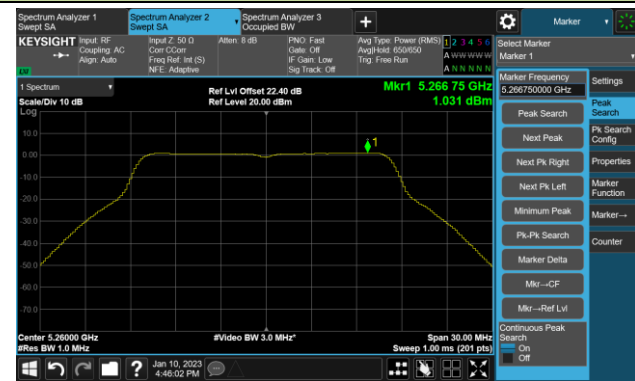 Spectrum Analyzer 1
Swept SA
Spectrum Analyzer 2
Swept SA
Spectrum Analyzer 3
Occupied BW
+
Marker
KEYSIGHT
Input: RF
Coupling: AC
Align: Auto
Input Z: 50 Ω
Corr CCorr
Freq Ref: Int (S)
NFE: Adaptive
Atten: 8 dB
PNO: Fast
Gate: Off
IF Gain: Low
Sig Track: Off
Avg Type: Power (RMS)
Avg|Hold: 650/650
Trig: Free Run
1 2 3 4 5 6
A W W W W W
A N N N N N
Select Marker
Marker 1
1 Spectrum
Scale/Div 10 dB
Log
Ref Lvl Offset 22.40 dB
Ref Level 20.00 dBm
Mkr1 5.266 75 GHz
1.031 dBm
10.0
0.00
-10.0
-20.0
-30.0
-40.0
-50.0
-60.0
-70.0
1
Center 5.26000 GHz
#Res BW 1.0 MHz
#Video BW 3.0 MHz*
Span 30.00 MHz
Sweep 1.00 ms (201 pts)
Marker Frequency
5.266750000 GHz
Peak Search
Next Peak
Next Pk Right
Next Pk Left
Minimum Peak
Pk-Pk Search
Marker Delta
Mkr→CF
Mkr→Ref Lvl
Continuous Peak
Search
On
Off
Settings
Peak
Search
Pk Search
Config
Properties
Marker
Function
Marker→
Counter
?
Jan 10, 2023
4:46:02 PM